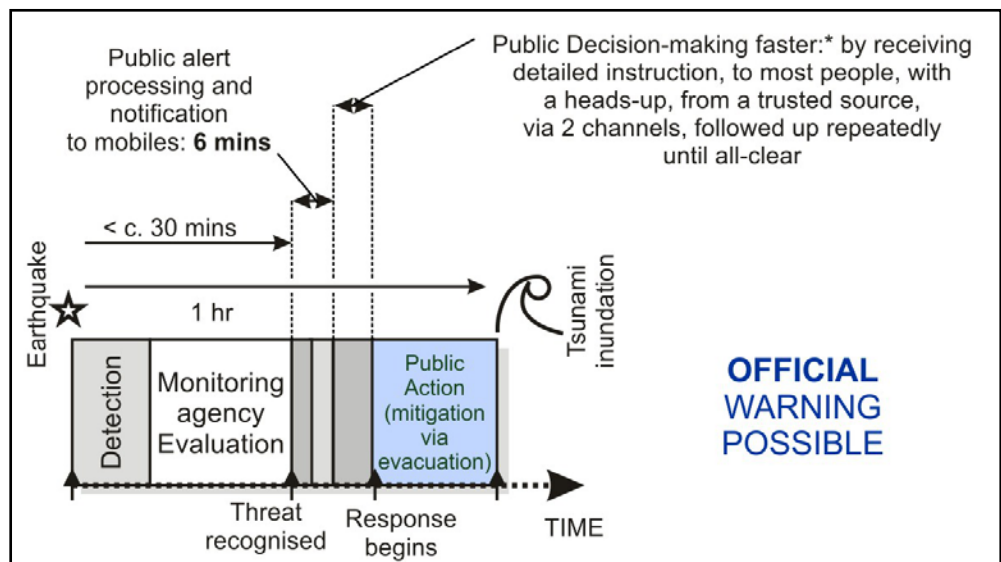 Public alert
processing and
notification
to mobiles: 6 mins
Public Decision-making faster:* by receiving
detailed instruction, to most people, with
a heads-up, from a trusted source,
via 2 channels, followed up repeatedly
until all-clear
< c. 30 mins
Earthquake
1 hr
Tsunami
inundation
Detection
Monitoring
agency
Evaluation
Public
Action
(mitigation
via
evacuation)
OFFICIAL
WARNING
POSSIBLE
Threat
recognised
Response
begins
TIME